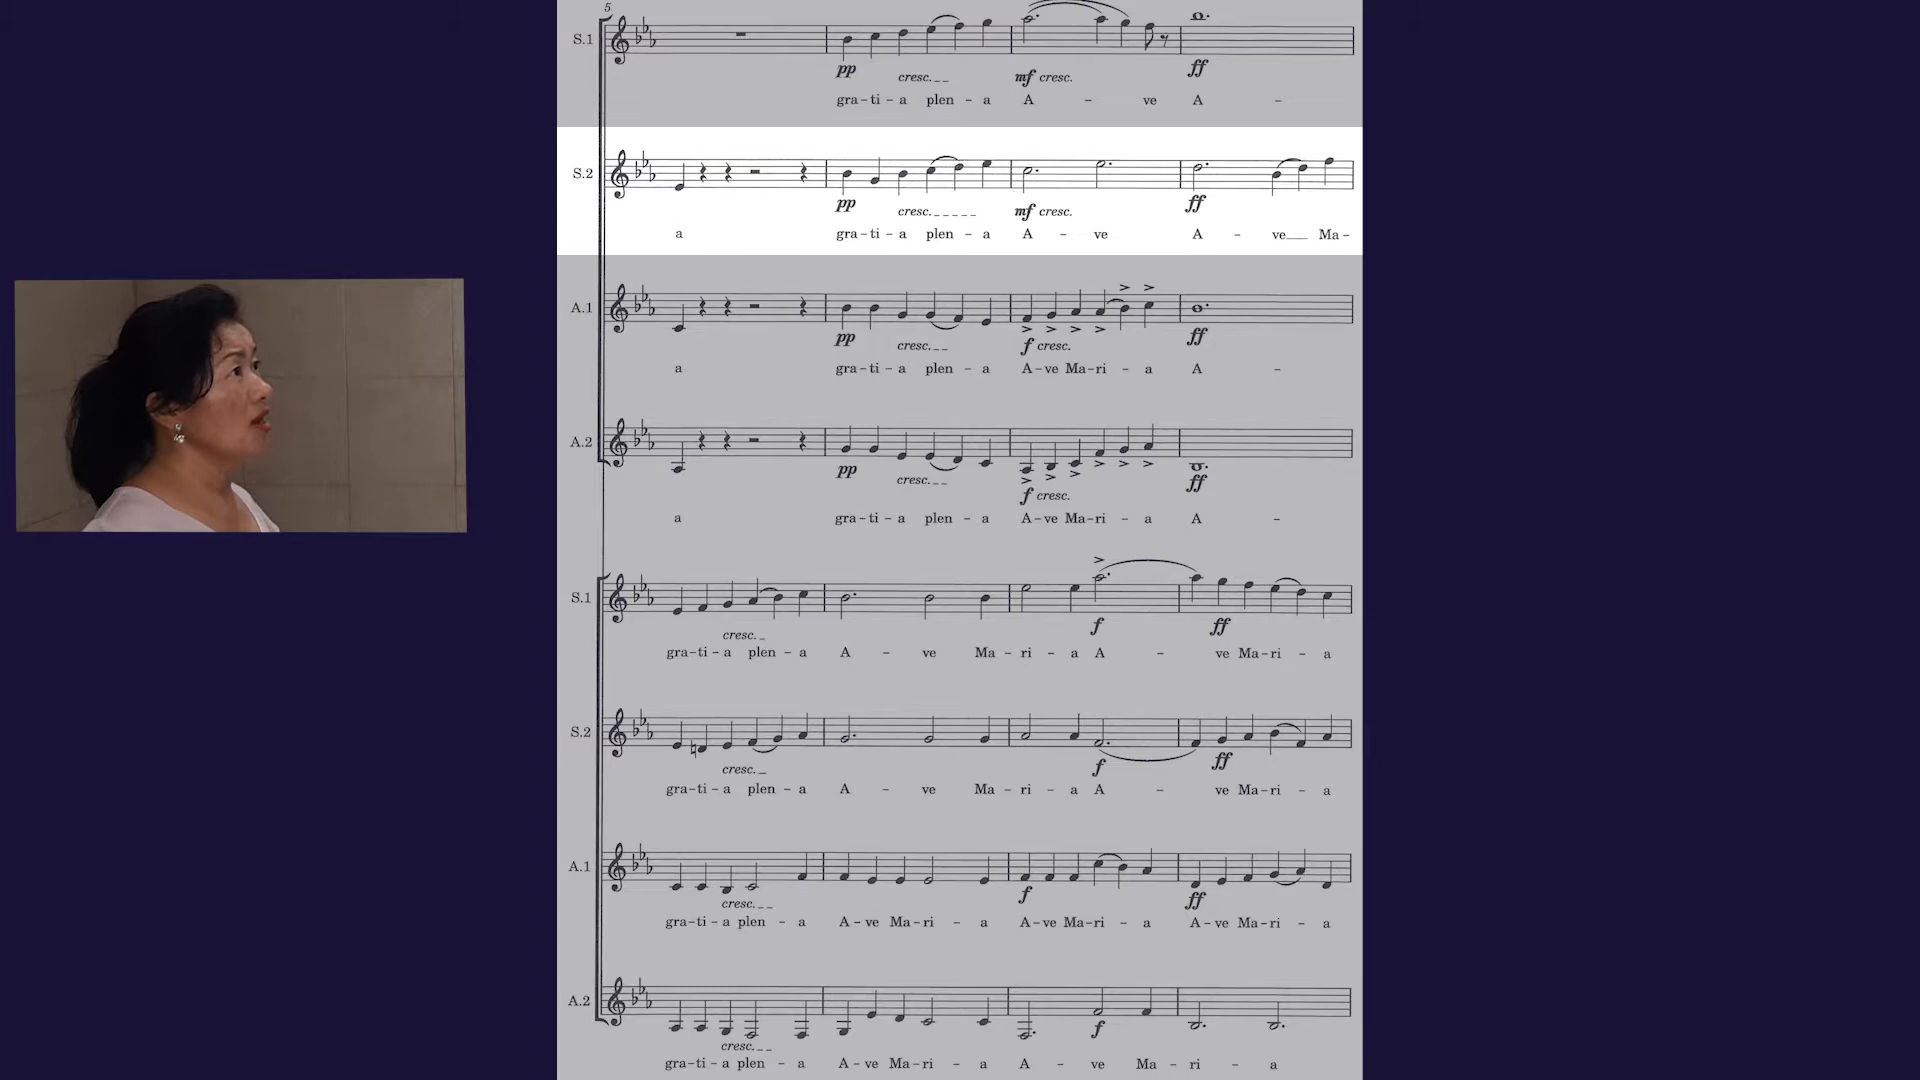 5
S.1
pp cresc. mf cresc. ff
gra-ti-a plen-a A - ve A -
S.2
pp cresc. mf cresc. ff
a gra-ti-a plen-a A - ve A - ve Ma-
A.1
pp cresc. f cresc. ff
a gra-ti-a plen-a A-ve Ma-ri - a A -
A.2
pp cresc. f cresc. ff
a gra-ti-a plen-a A-ve Ma-ri - a A -
S.1
cresc. f ff
gra-ti-a plen-a A - ve Ma-ri-a A - ve Ma-ri - a
S.2
cresc. f ff
gra-ti-a plen-a A - ve Ma-ri-a A - ve Ma-ri - a
A.1
cresc. f ff
gra-ti-a plen - a A-ve Ma-ri - a A-ve Ma-ri - a A-ve Ma-ri - a
A.2
cresc. f
gra-ti-a plen - a A-ve Ma-ri - a A - ve Ma-ri - a